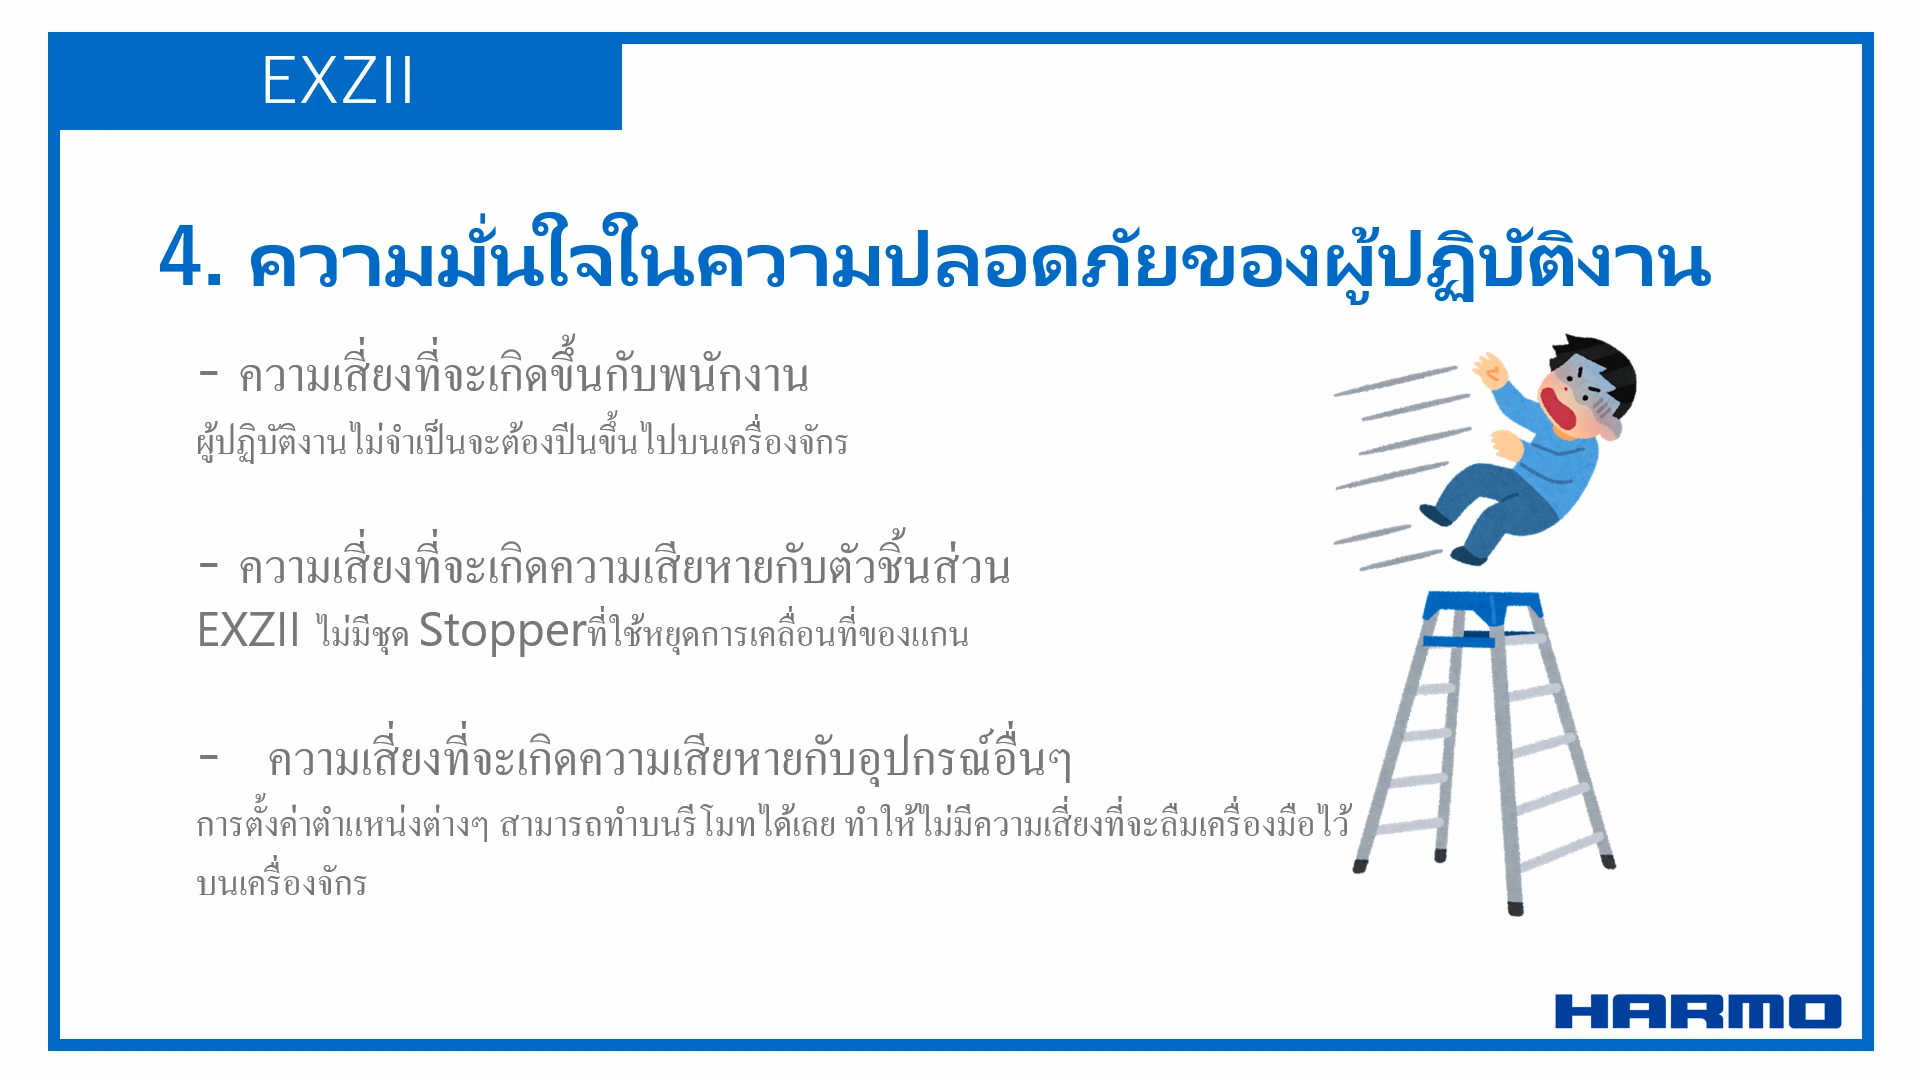 EXZII
4. ความมั่นใจในความปลอดภัยของผู้ปฏิบัติงาน
- ความเสี่ยงที่จะเกิดขึ้นกับพนักงาน
ผู้ปฏิบัติงานไม่จำเป็นจะต้องปีนขึ้นไปบนเครื่องจักร
- ความเสี่ยงที่จะเกิดความเสียหายกับตัวชิ้นส่วน
EXZII ไม่มีชุด Stopperที่ใช้หยุดการเคลื่อนที่ของแกน
- ความเสี่ยงที่จะเกิดความเสียหายกับอุปกรณ์อื่นๆ
การตั้งค่าตำแหน่งต่างๆ สามารถทำบนรีโมทได้เลย ทำให้ไม่มีความเสี่ยงที่จะลืมเครื่องมือไว้
บนเครื่องจักร
HARMO